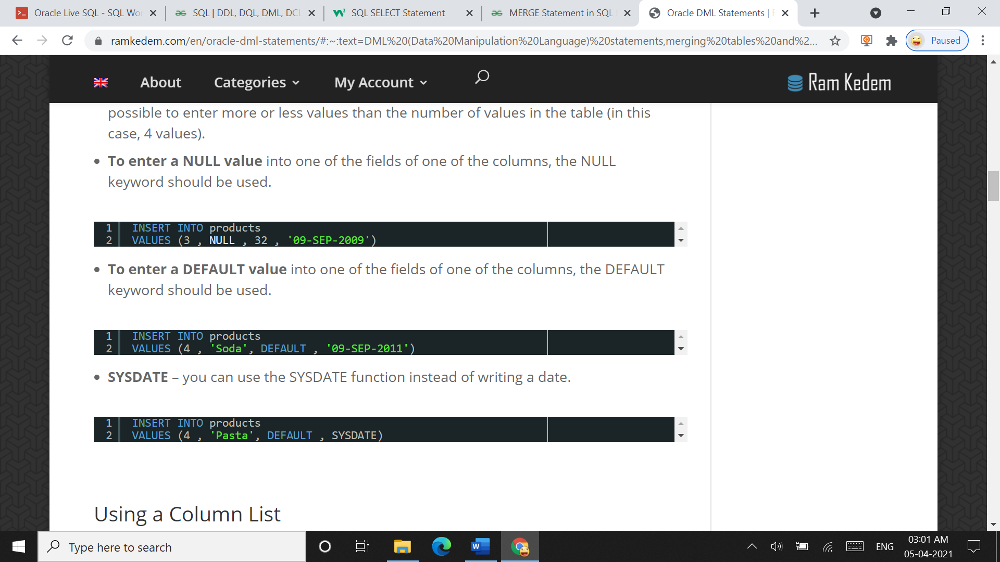 Oracle Live SQL - SQL Wor
SQL | DDL, DQL, DML, DCL
SQL SELECT Statement
MERGE Statement in SQL
Oracle DML Statements |
ramkedem.com/en/oracle-dml-statements/#:~:text=DML%20(Data%20Manipulation%20Language)%20statements,merging%20tables%20and%2...
Paused
About
Categories
My Account
Ram Kedem
possible to enter more or less values than the number of values in the table (in this
case, 4 values).
• To enter a NULL value into one of the fields of one of the columns, the NULL
keyword should be used.
1 INSERT INTO products
2 VALUES (3 , NULL , 32 , '09-SEP-2009')
• To enter a DEFAULT value into one of the fields of one of the columns, the DEFAULT
keyword should be used.
1 INSERT INTO products
2 VALUES (4 , 'Soda', DEFAULT , '09-SEP-2011')
• SYSDATE – you can use the SYSDATE function instead of writing a date.
1 INSERT INTO products
2 VALUES (4 , 'Pasta', DEFAULT , SYSDATE)
Using a Column List
Type here to search
W
ENG
03:01 AM
05-04-2021